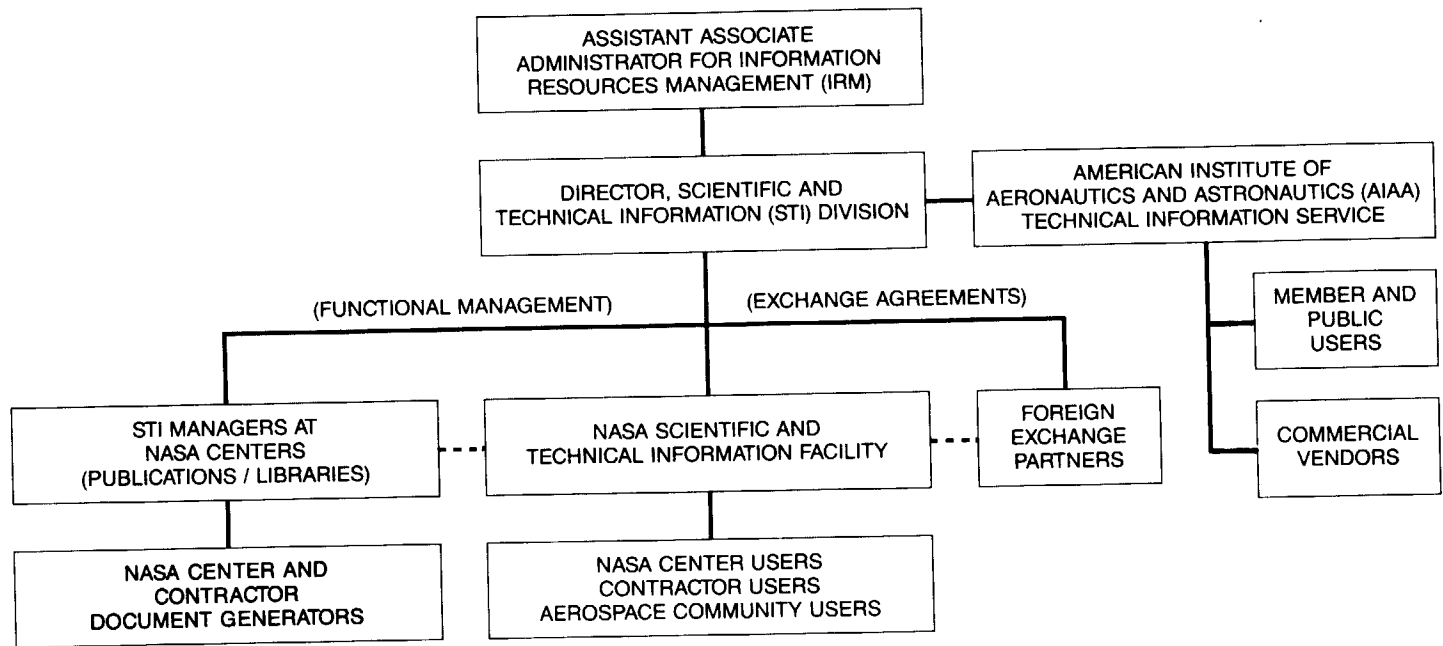 ASSISTANT ASSOCIATE
ADMINISTRATOR FOR INFORMATION
RESOURCES MANAGEMENT (IRM)
DIRECTOR, SCIENTIFIC AND
TECHNICAL INFORMATION (STI) DIVISION
AMERICAN INSTITUTE OF
AERONAUTICS AND ASTRONAUTICS (AIAA)
TECHNICAL INFORMATION SERVICE
(FUNCTIONAL MANAGEMENT)
(EXCHANGE AGREEMENTS)
MEMBER AND
PUBLIC
USERS
STI MANAGERS AT
NASA CENTERS
(PUBLICATIONS / LIBRARIES)
NASA SCIENTIFIC AND
TECHNICAL INFORMATION FACILITY
FOREIGN
EXCHANGE
PARTNERS
COMMERCIAL
VENDORS
NASA CENTER AND
CONTRACTOR
DOCUMENT GENERATORS
NASA CENTER USERS
CONTRACTOR USERS
AEROSPACE COMMUNITY USERS